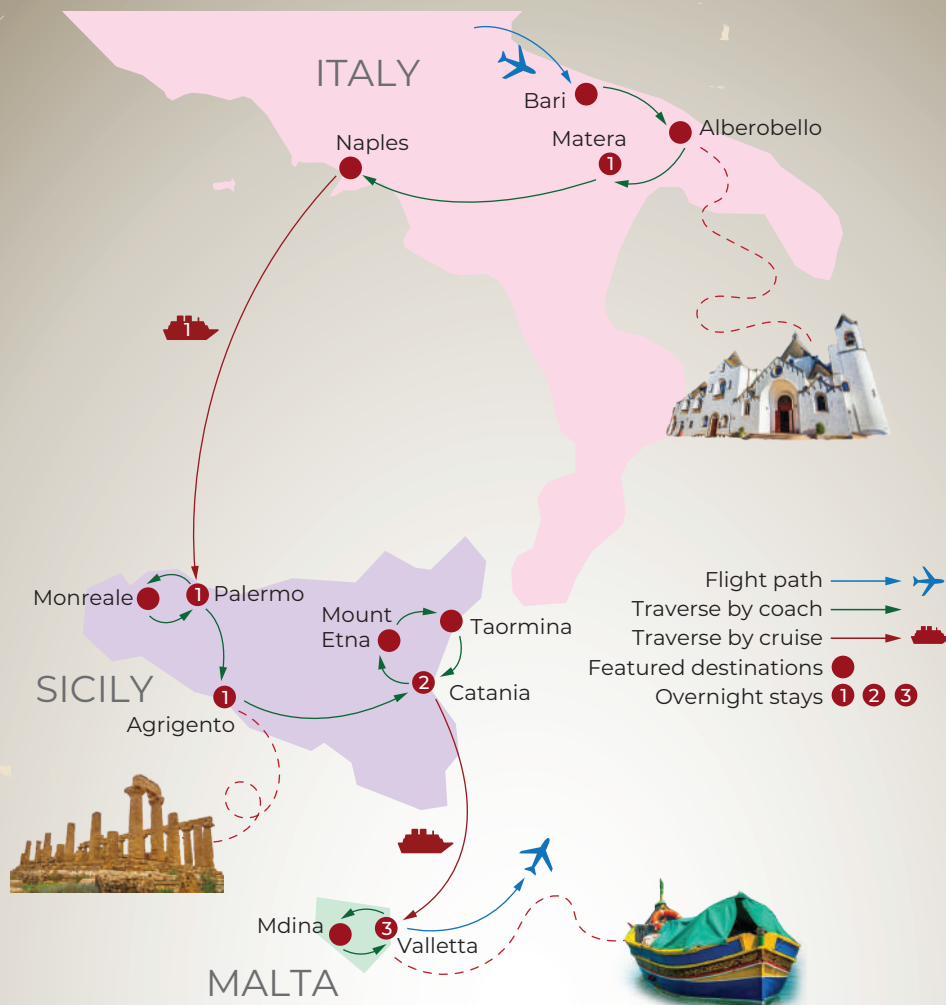 ITALY
Bari
Alberobello
Matera
1
Naples
1
Monreale
1
Palermo
Mount
Etna
Taormina
SICILY
1
Agrigento
2
Catania
Flight path
Traverse by coach
Traverse by cruise
Featured destinations
Overnight stays 1 2 3
Mdina
3
Valletta
MALTA